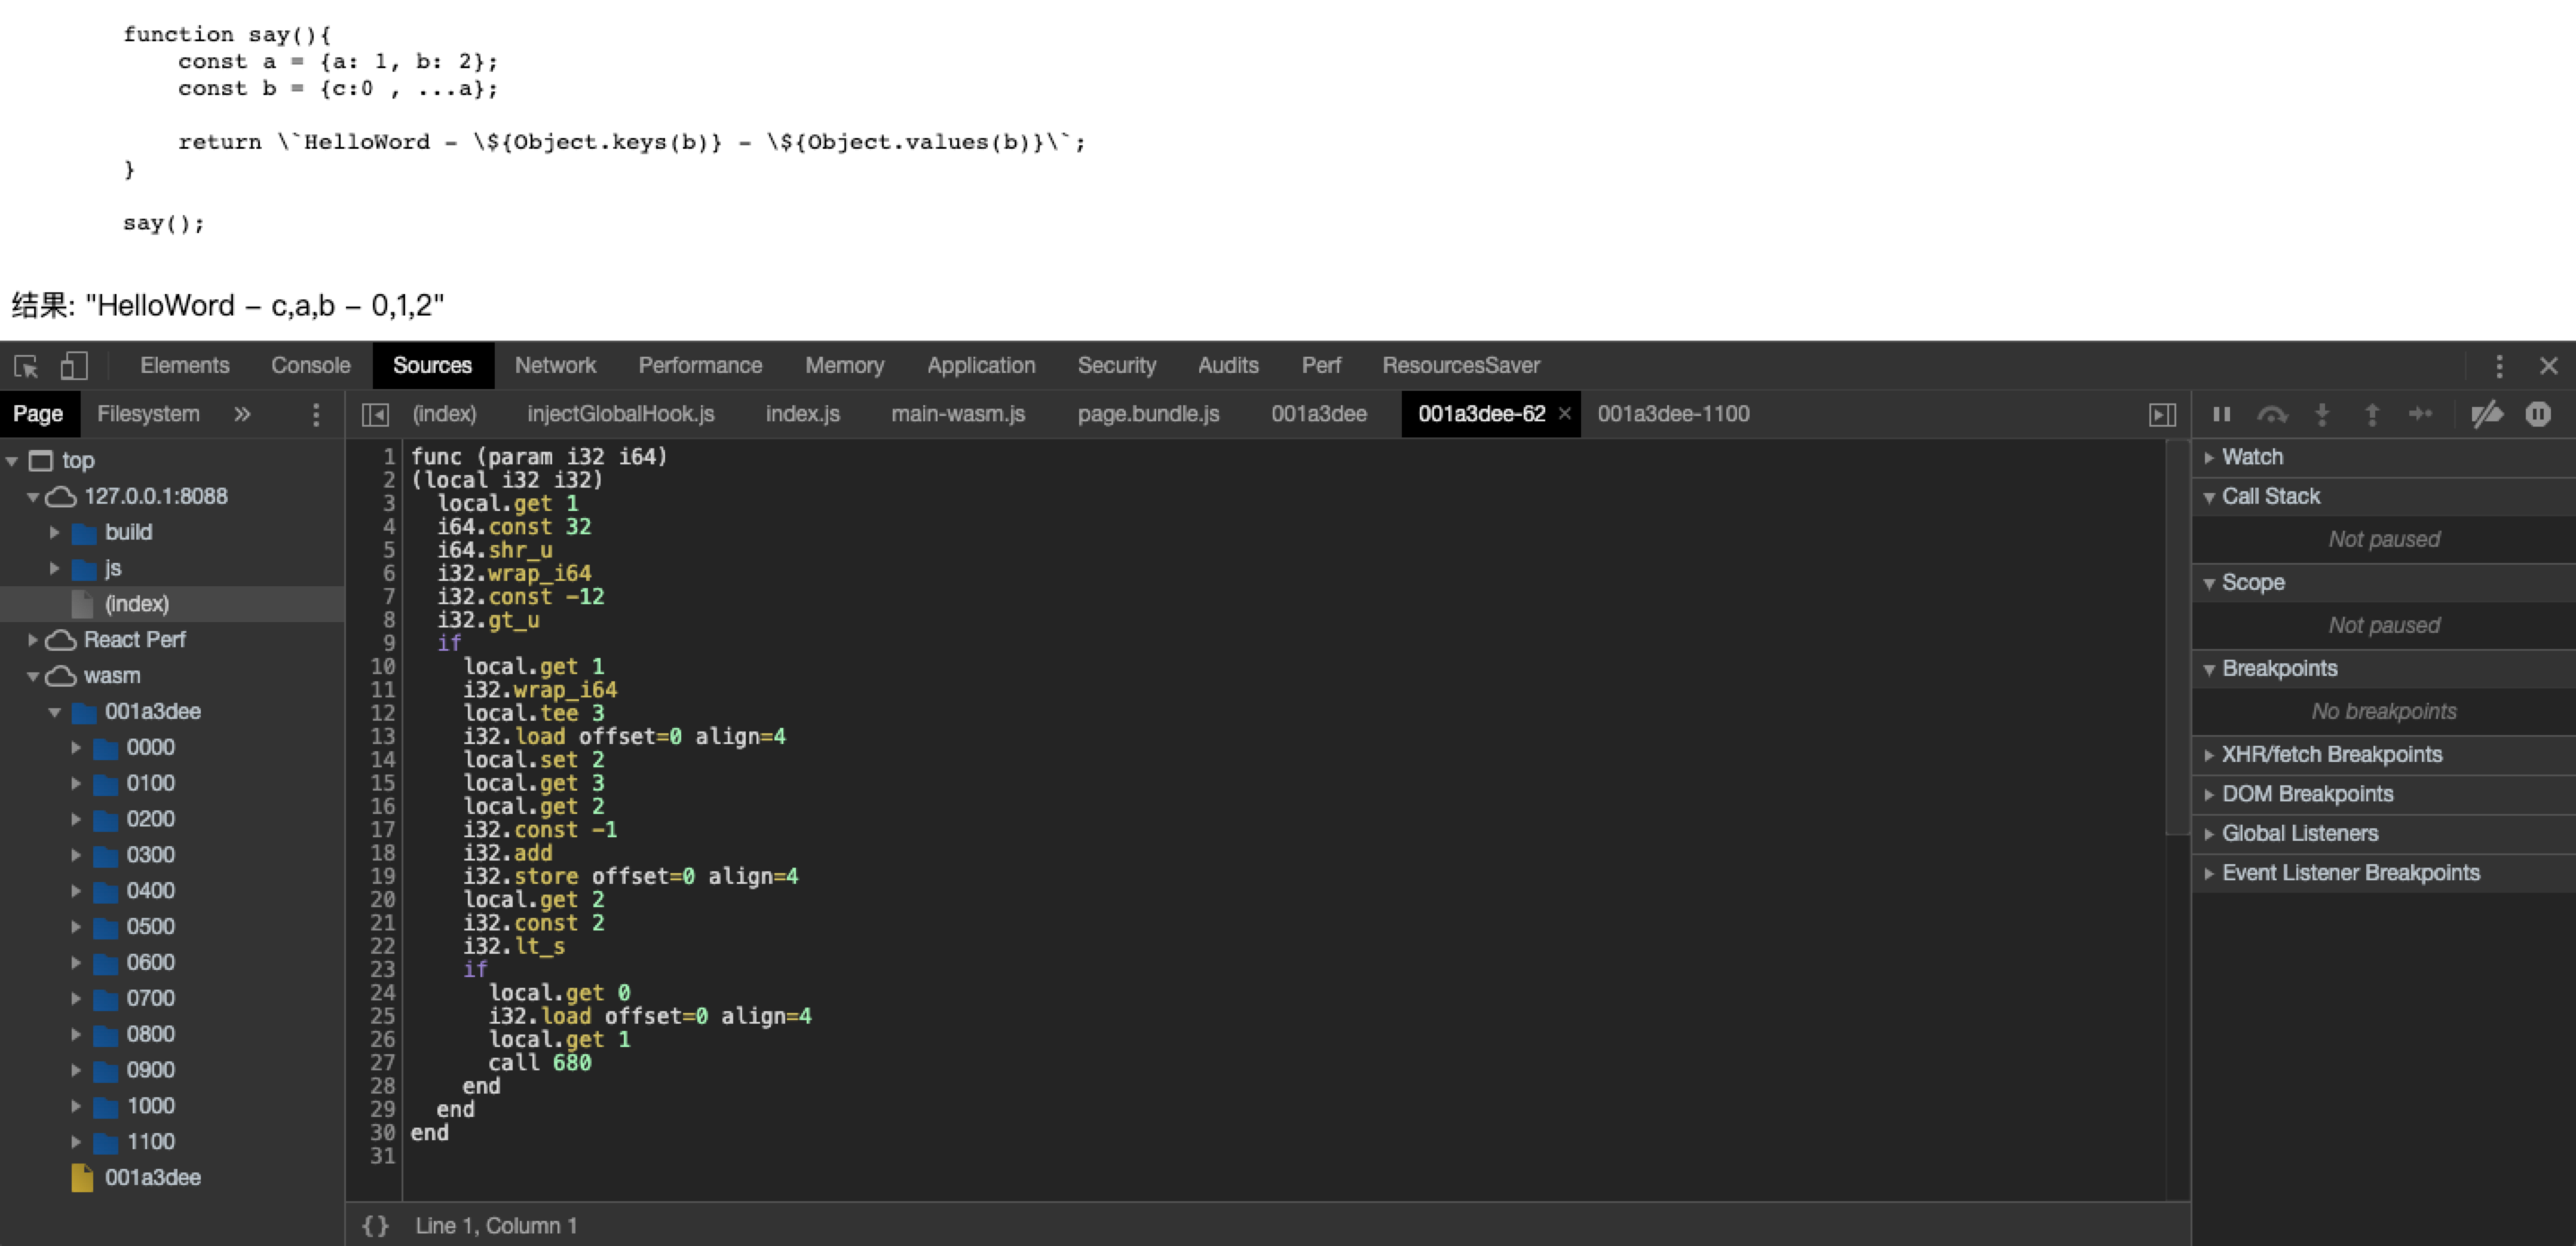 function say(){
    const a = {a: 1, b: 2};
    const b = {c:0 , ...a};
    return \`HelloWord - \${Object.keys(b)} - \${Object.values(b)}\`;
}
say();
结果: "HelloWord – c,a,b – 0,1,2"
Elements Console Sources Network Performance Memory Application Security Audits Perf ResourcesSaver
Page Filesystem »
(index) injectGlobalHook.js index.js main-wasm.js page.bundle.js 001a3dee 001a3dee-62 × 001a3dee-1100
top
127.0.0.1:8088
build
js
(index)
React Perf
wasm
001a3dee
0000
0100
0200
0300
0400
0500
0600
0700
0800
0900
1000
1100
001a3dee
1 func (param i32 i64)
2 (local i32 i32)
3   local.get 1
4   i64.const 32
5   i64.shr_u
6   i32.wrap_i64
7   i32.const -12
8   i32.gt_u
9   if
10     local.get 1
11     i32.wrap_i64
12     local.tee 3
13     i32.load offset=0 align=4
14     local.set 2
15     local.get 3
16     local.get 2
17     i32.const -1
18     i32.add
19     i32.store offset=0 align=4
20     local.get 2
21     i32.const 2
22     i32.lt_s
23     if
24       local.get 0
25       i32.load offset=0 align=4
26       local.get 1
27       call 680
28     end
29   end
30 end
31
{} Line 1, Column 1
Watch
Call Stack
Not paused
Scope
Not paused
Breakpoints
No breakpoints
XHR/fetch Breakpoints
DOM Breakpoints
Global Listeners
Event Listener Breakpoints